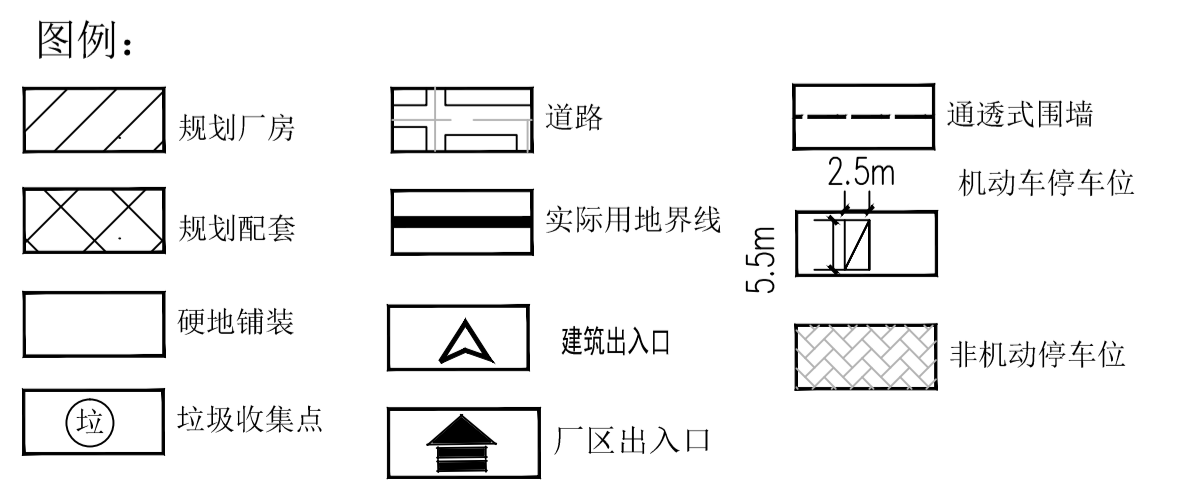 图例：
规划厂房
规划配套
硬地铺装
垃
垃圾收集点
道路
实际用地界线
建筑出入口
厂区出入口
通透式围墙
机动车停车位
2.5m
5.5m
非机动停车位